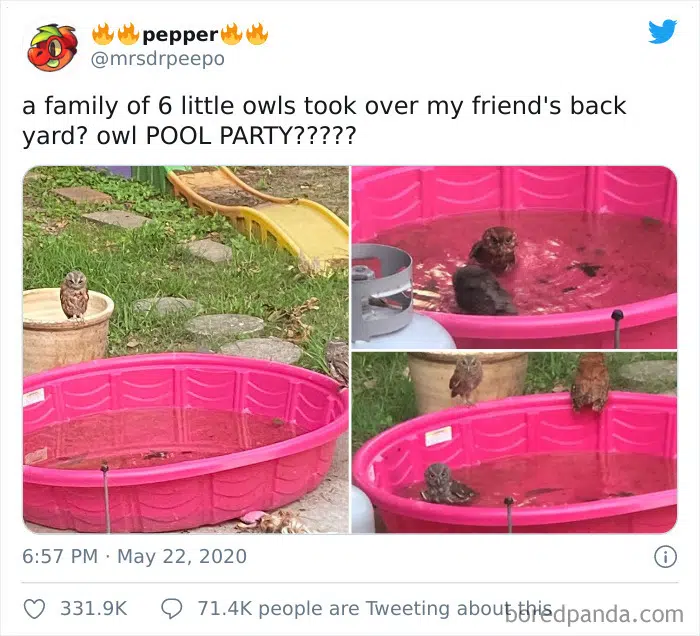 🔥🔥pepper🔥🔥
@mrsdrpeepo
a family of 6 little owls took over my friend's back
yard? owl POOL PARTY?????
6:57 PM · May 22, 2020
331.9K 71.4K people are Tweeting about this
boredpanda.com